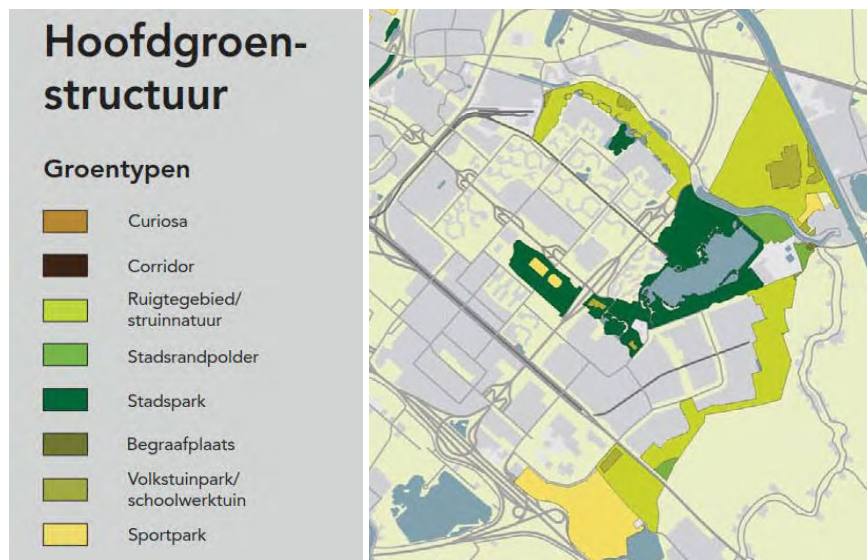 Hoofdgroen-
structuur
Groentypen
Curiosa
Corridor
Ruigtegebied/
struinnatuur
Stadsrandpolder
Stadspark
Begraafplaats
Volkstuinpark/
schoolwerktuin
Sportpark